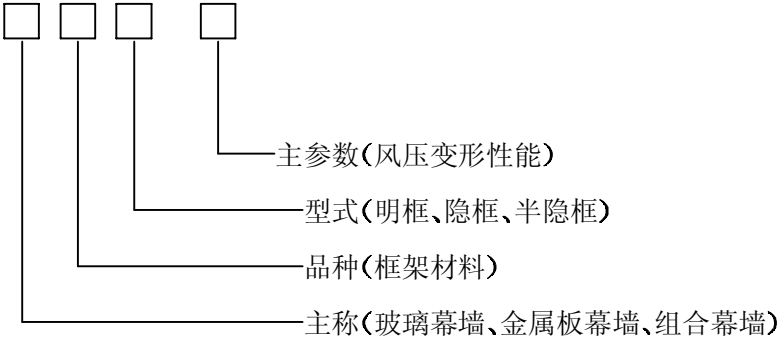 主参数(风压变形性能)
型式(明框、隐框、半隐框)
品种(框架材料)
主称(玻璃幕墙、金属板幕墙、组合幕墙)